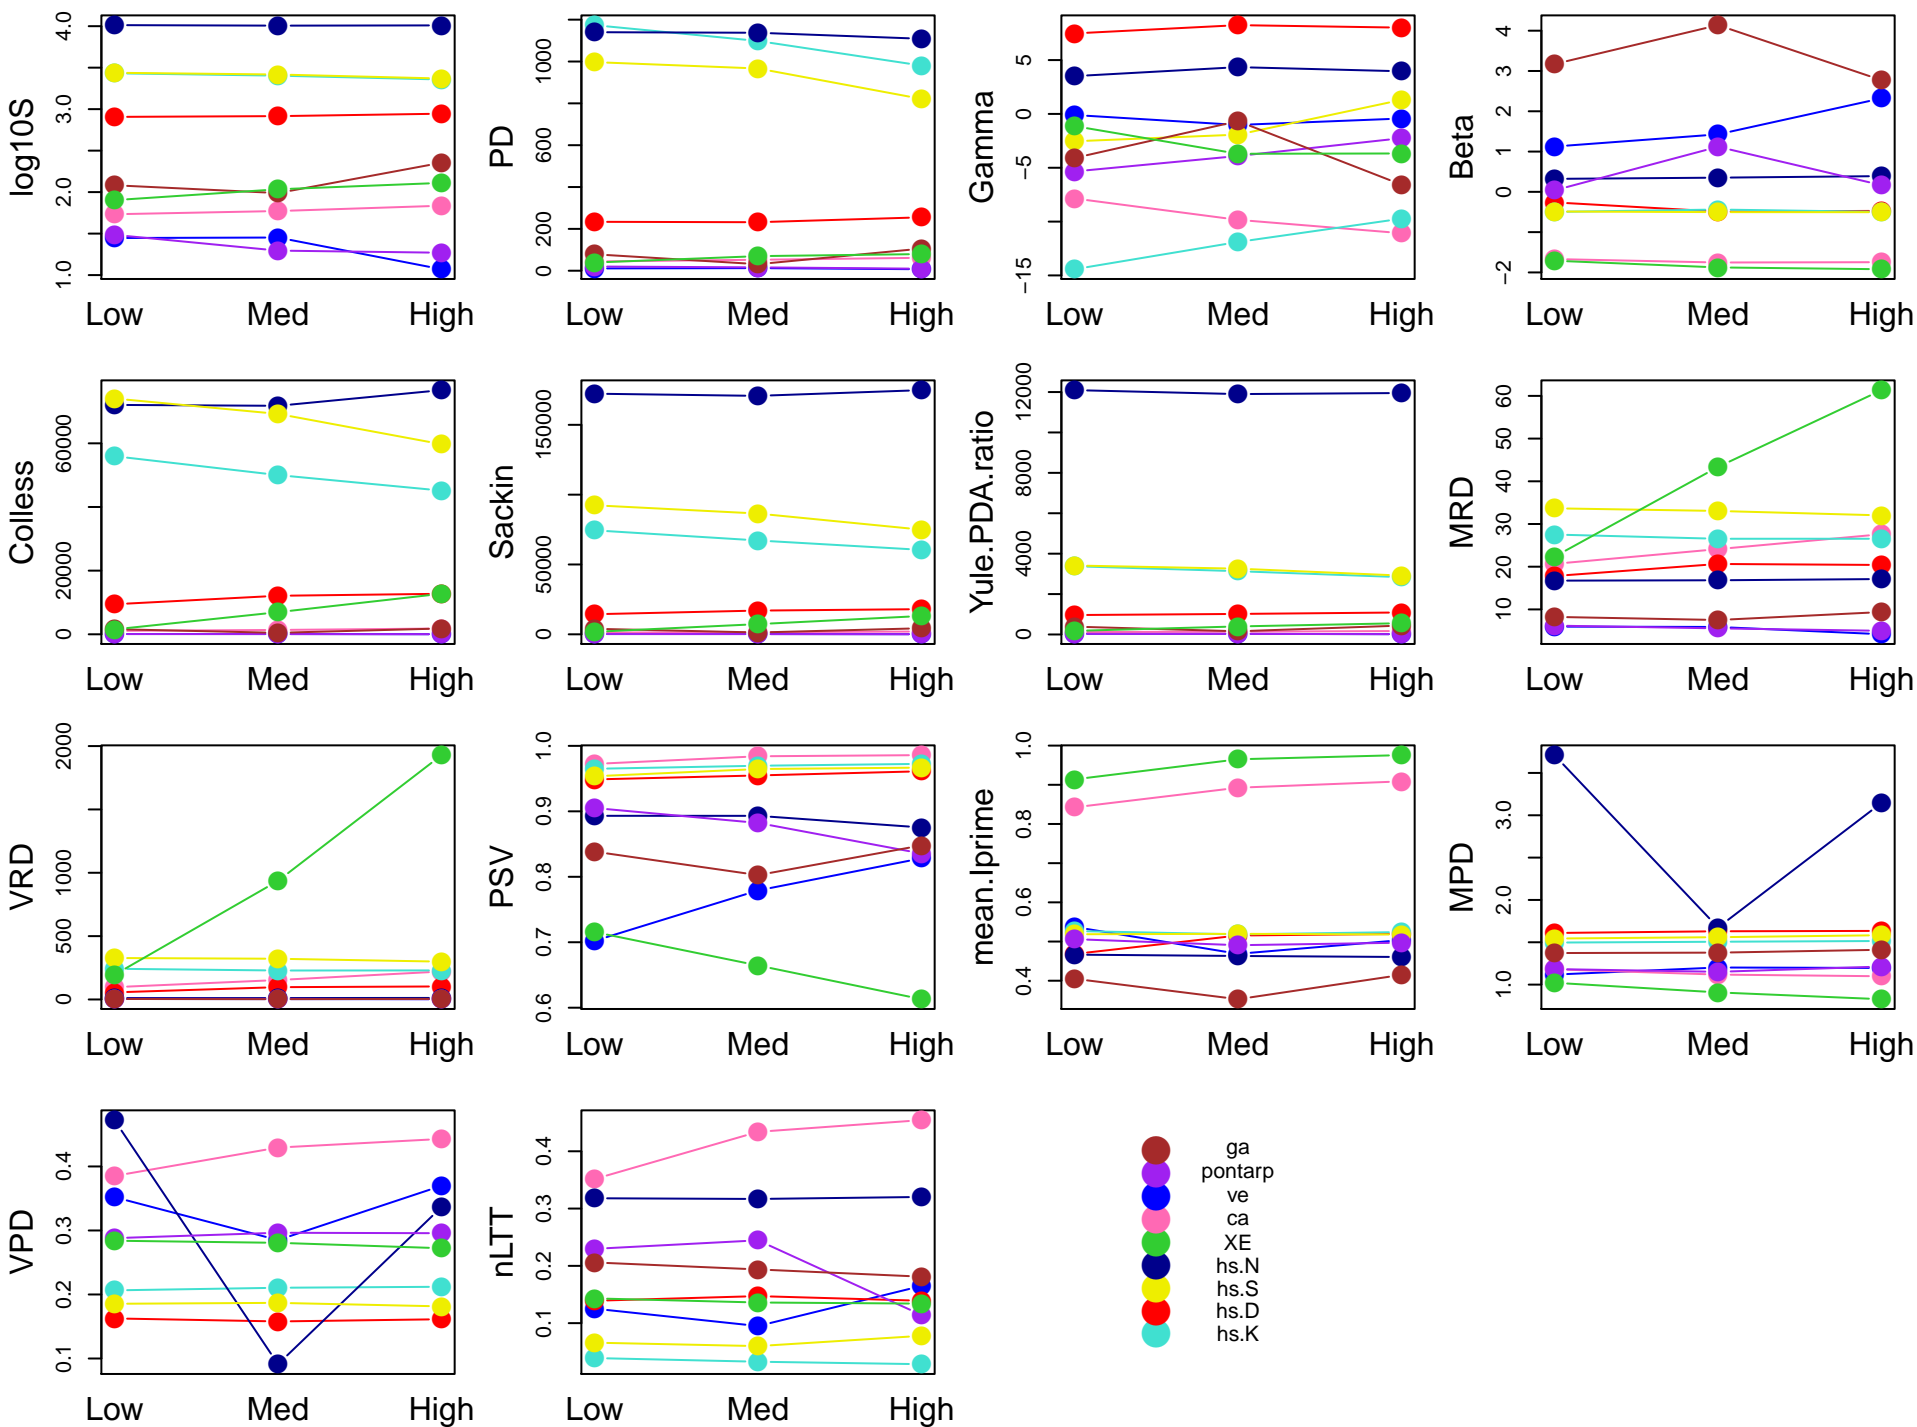 log10S
1.0 2.0 3.0 4.0
Low Med High
PD
0 200 600 1000
Low Med High
Gamma
−15 −5 0 5
Low Med High
Beta
−2 0 1 2 3 4
Low Med High
Colless
0 20000 60000
Low Med High
Sackin
0 50000 150000
Low Med High
Yule.PDA.ratio
0 4000 8000 12000
Low Med High
MRD
10 20 30 40 50 60
Low Med High
VRD
0 500 1000 2000
Low Med High
PSV
0.6 0.7 0.8 0.9 1.0
Low Med High
mean.Iprime
0.4 0.6 0.8 1.0
Low Med High
MPD
1.0 2.0 3.0
Low Med High
VPD
0.1 0.2 0.3 0.4
Low Med High
nLTT
0.1 0.2 0.3 0.4
Low Med High
ga
pontarp
ve
ca
XE
hs.N
hs.S
hs.D
hs.K